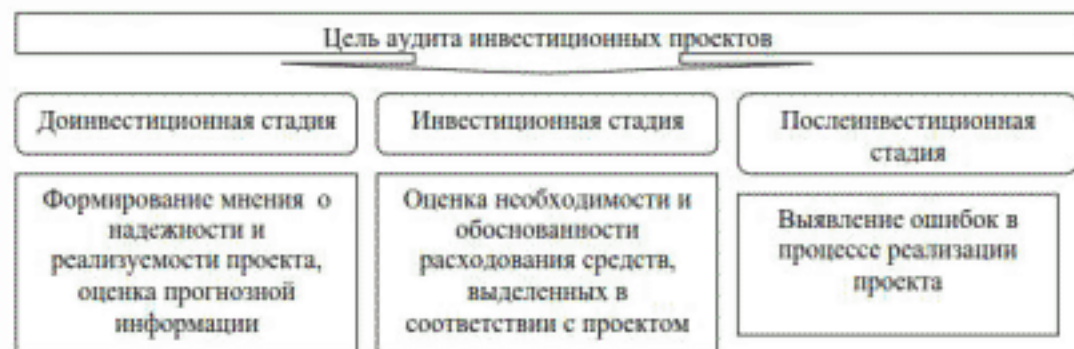 Цель аудита инвестиционных проектов
Доинвестиционная стадия
Инвестиционная стадия
Послеинвестиционная
стадия
Формирование мнения о
надежности и
реализуемости проекта,
оценка прогнозной
информации
Оценка необходимости и
обоснованности
расходования средств,
выделенных в
соответствии с проектом
Выявление ошибок в
процессе реализации
проекта